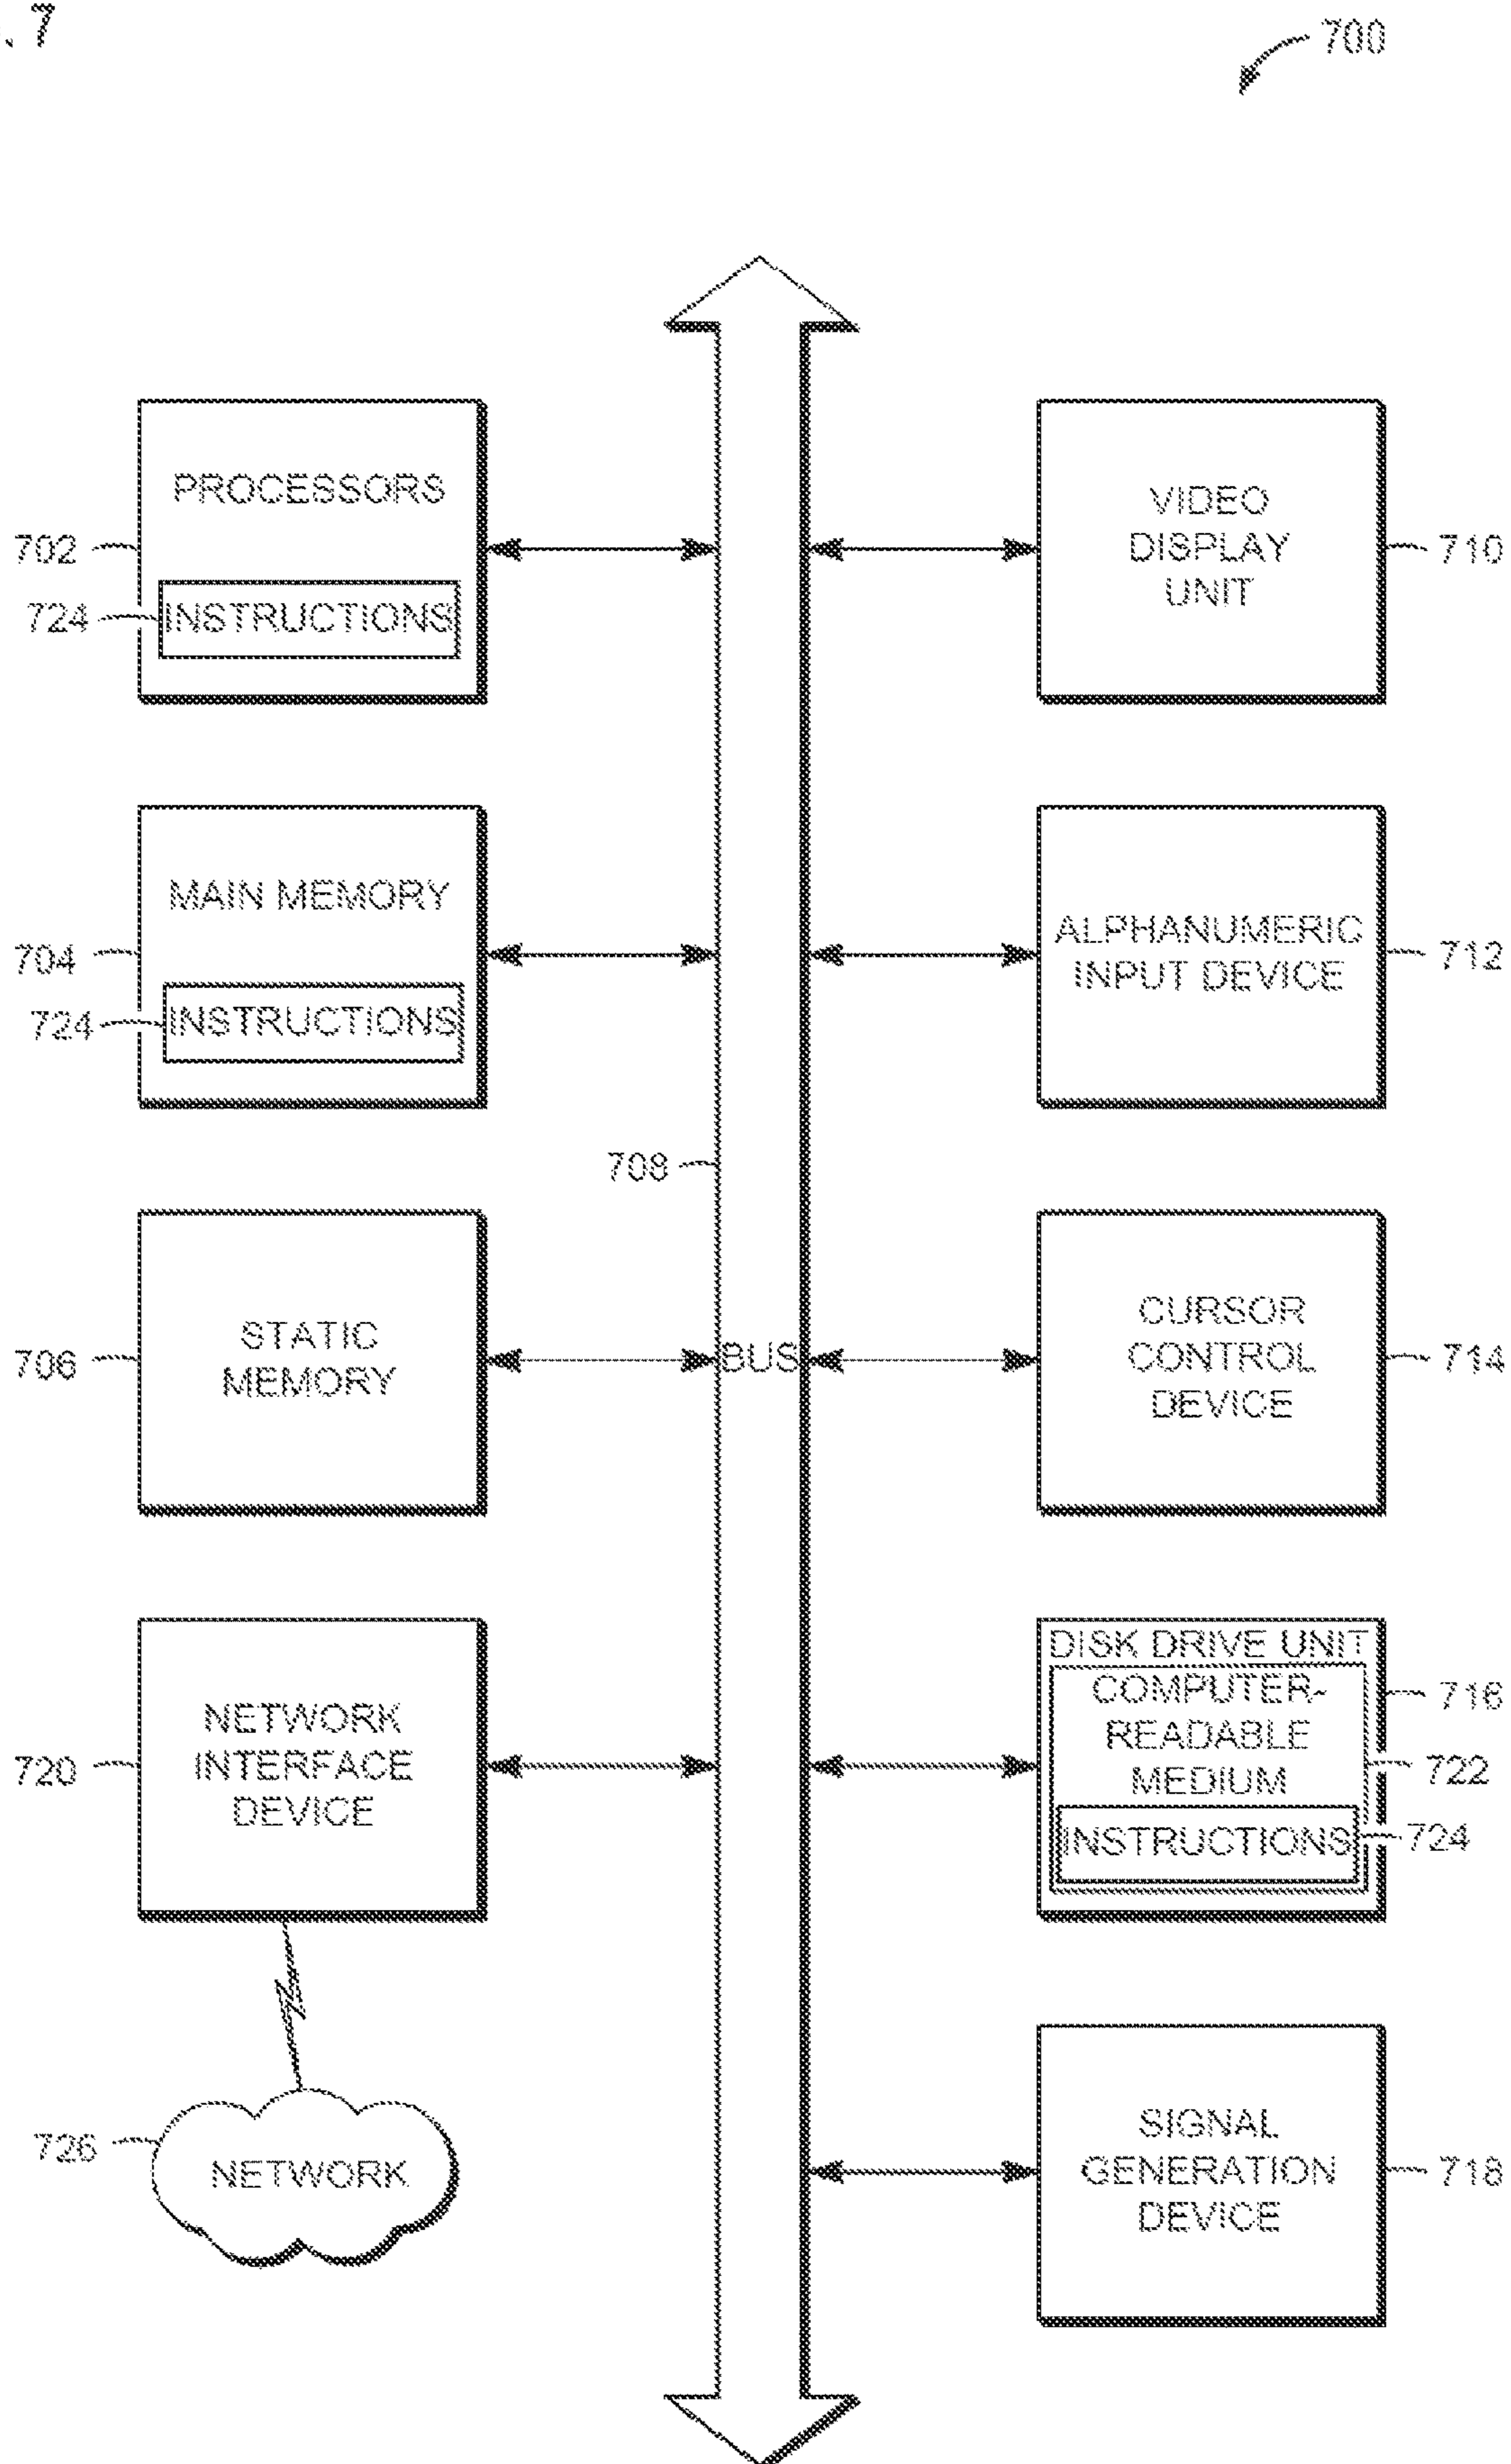 . 7
700
PROCESSORS
702
724
INSTRUCTIONS
VIDEO
DISPLAY
UNIT
710
MAIN MEMORY
704
724
INSTRUCTIONS
ALPHANUMERIC
INPUT DEVICE
712
708
STATIC
MEMORY
706
BUS
CURSOR
CONTROL
DEVICE
714
NETWORK
INTERFACE
DEVICE
720
DISK DRIVE UNIT
COMPUTER-
READABLE
MEDIUM
716
722
INSTRUCTIONS
724
726
NETWORK
SIGNAL
GENERATION
DEVICE
718